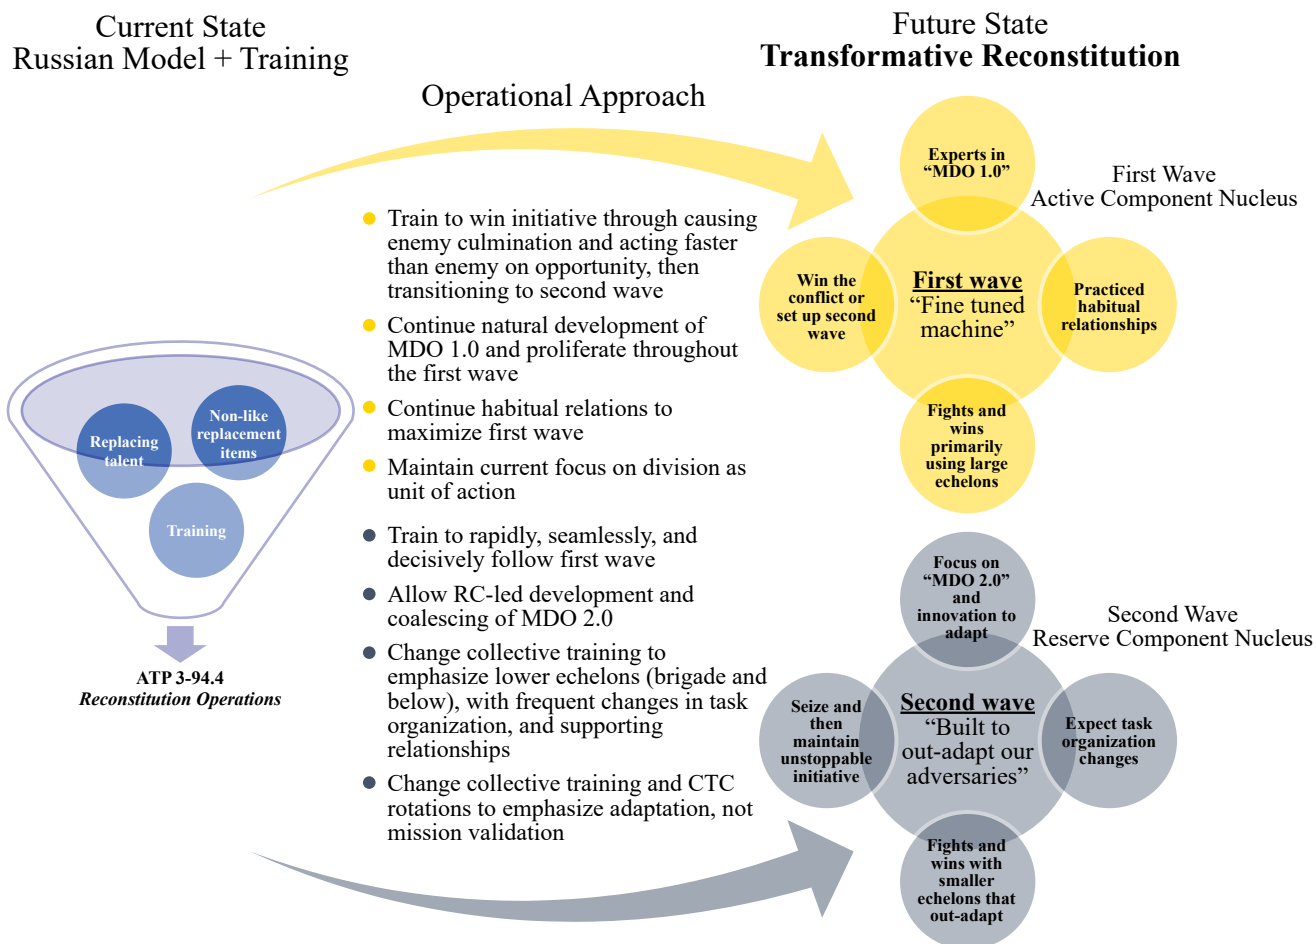 Current State
Russian Model + Training
Operational Approach
Future State
Transformative Reconstitution
Replacing
talent
Non-like
replacement
items
Training
ATP 3-94.4
Reconstitution Operations
Train to win initiative through causing
enemy culmination and acting faster
than enemy on opportunity, then
transitioning to second wave
Continue natural development of
MDO 1.0 and proliferate throughout
the first wave
Continue habitual relations to
maximize first wave
Maintain current focus on division as
unit of action
Train to rapidly, seamlessly, and
decisively follow first wave
Allow RC-led development and
coalescing of MDO 2.0
Change collective training to
emphasize lower echelons (brigade and
below), with frequent changes in task
organization, and supporting
relationships
Change collective training and CTC
rotations to emphasize adaptation, not
mission validation
First Wave
Active Component Nucleus
Experts in
“MDO 1.0”
Win the
conflict or
set up second
wave
First wave
“Fine tuned
machine”
Practiced
habitual
relationships
Fights and
wins
primarily
using large
echelons
Second Wave
Reserve Component Nucleus
Focus on
“MDO 2.0”
and
innovation to
adapt
Seize and
then
maintain
unstoppable
initiative
Second wave
“Built to
out-adapt our
adversaries”
Expect task
organization
changes
Fights and
wins with
smaller
echelons that
out-adapt